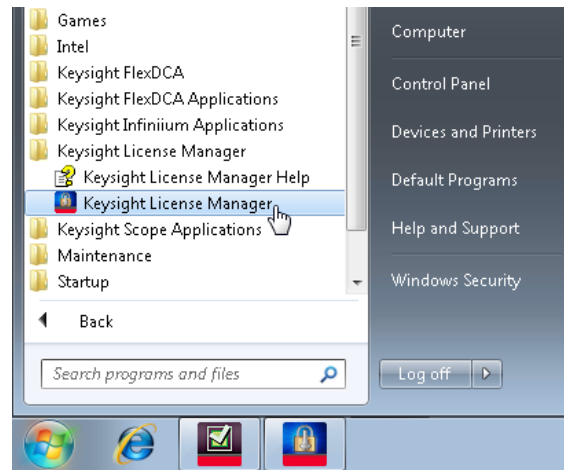 Games
Intel
Keysight FlexDCA
Keysight FlexDCA Applications
Keysight Infiniium Applications
Keysight License Manager
Keysight License Manager Help
Keysight License Manager
Keysight Scope Applications
Maintenance
Startup
Back
Search programs and files
Computer
Control Panel
Devices and Printers
Default Programs
Help and Support
Windows Security
Log off